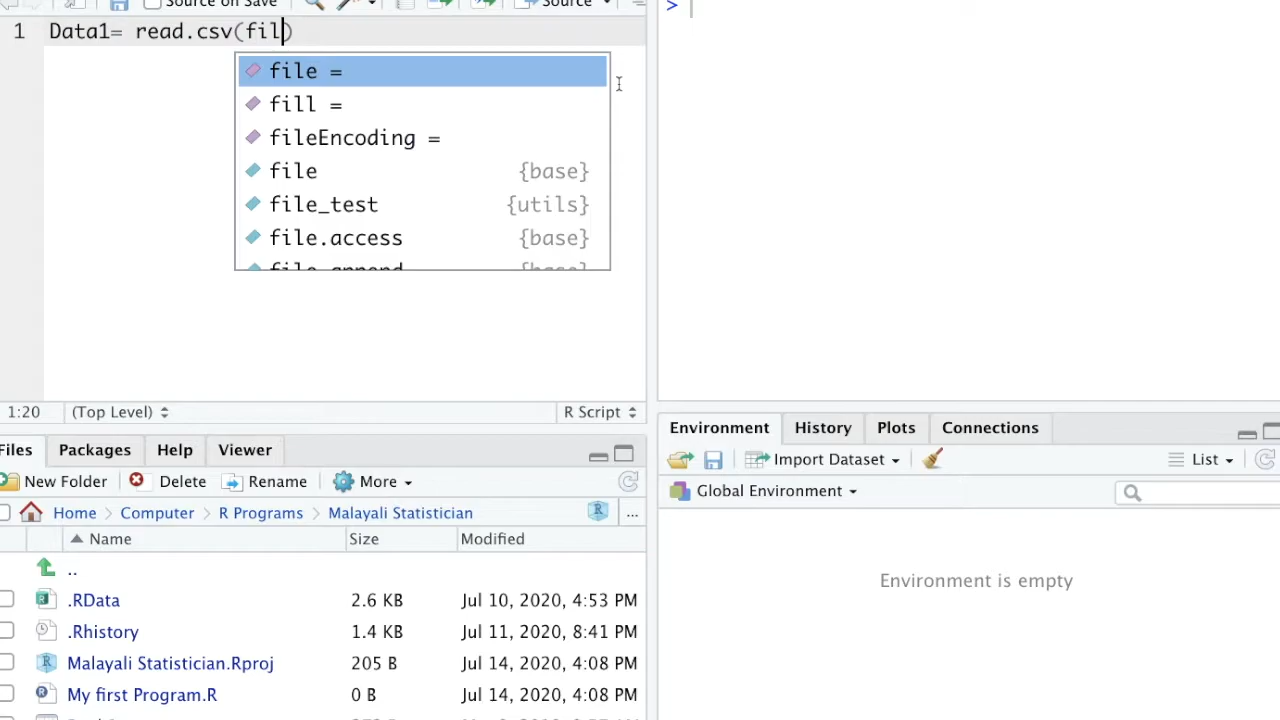 Source on Save
Source
1 Data1= read.csv(fil)
file =
fill =
fileEncoding =
file {base}
file_test {utils}
file.access {base}
file.append {base}
1:20 (Top Level) R Script
>
Files Packages Help Viewer
New Folder Delete Rename More
Home Computer R Programs Malayali Statistician R ...
Name Size Modified
..
.RData 2.6 KB Jul 10, 2020, 4:53 PM
.Rhistory 1.4 KB Jul 11, 2020, 8:41 PM
Malayali Statistician.Rproj 205 B Jul 14, 2020, 4:08 PM
My first Program.R 0 B Jul 14, 2020, 4:08 PM
Environment History Plots Connections
Import Dataset List
Global Environment
Environment is empty